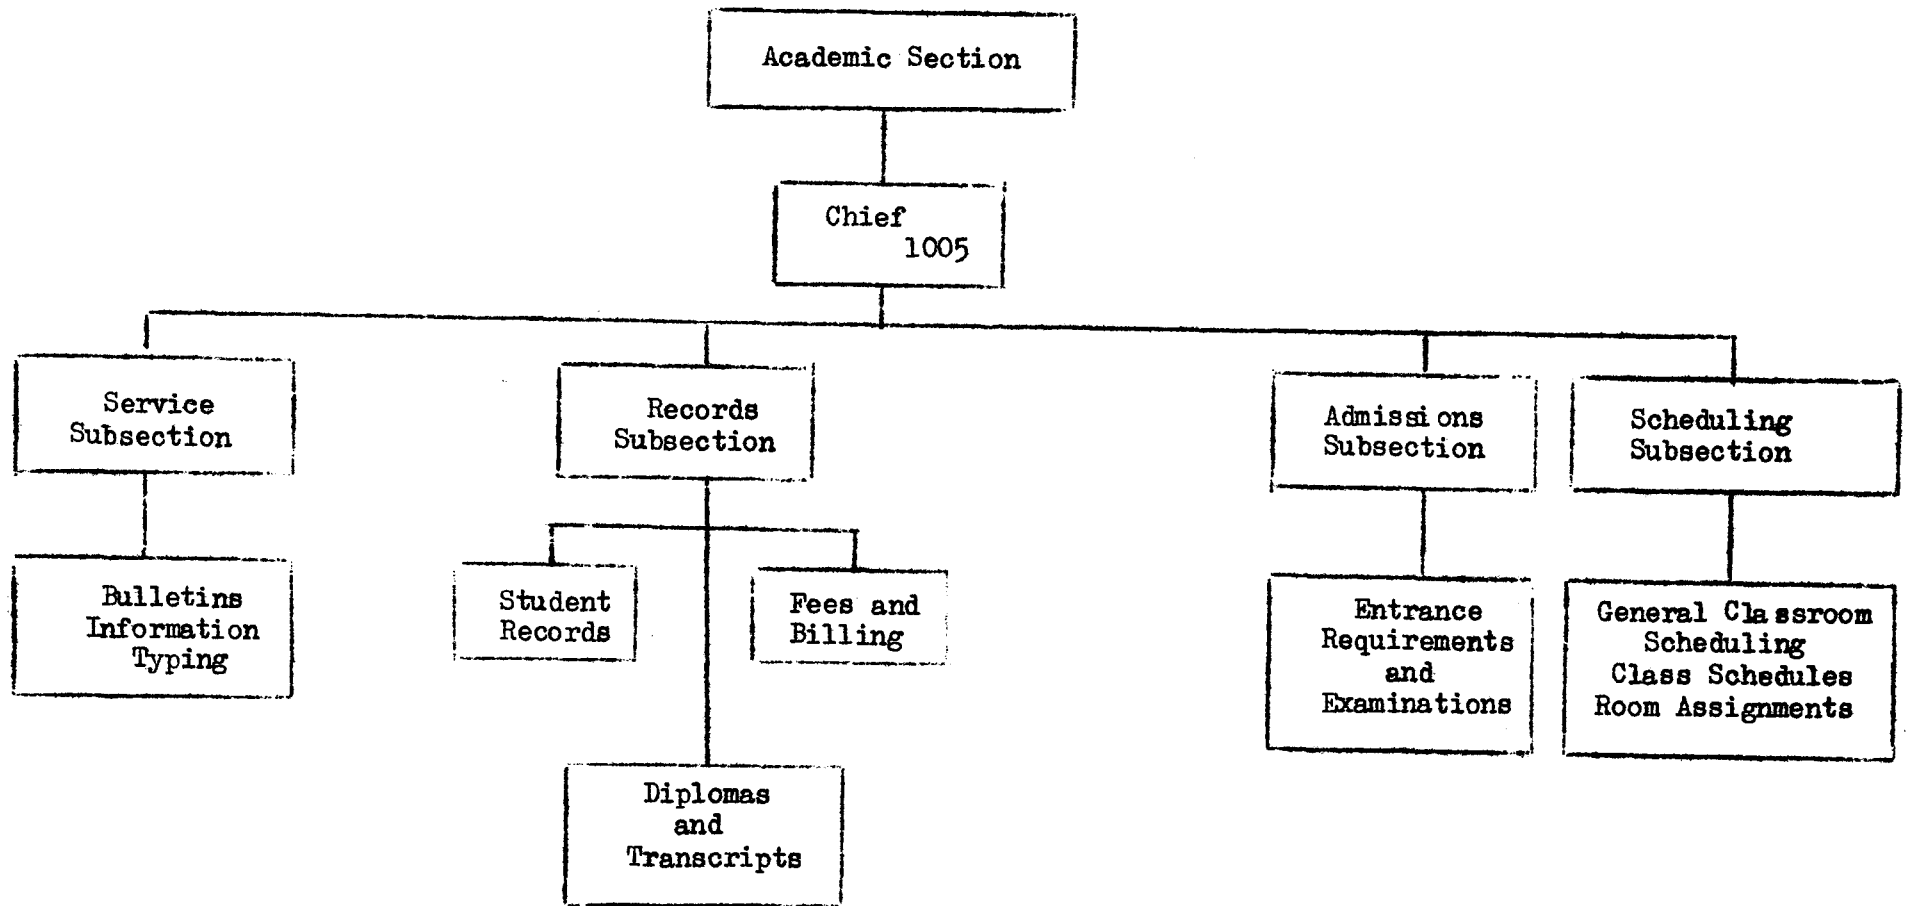 Academic Section
Chief
1005
Service
Subsection
Records
Subsection
Admissions
Subsection
Scheduling
Subsection
Bulletins
Information
Typing
Student
Records
Fees and
Billing
Entrance
Requirements
and
Examinations
General Classroom
Scheduling
Class Schedules
Room Assignments
Diplomas
and
Transcripts